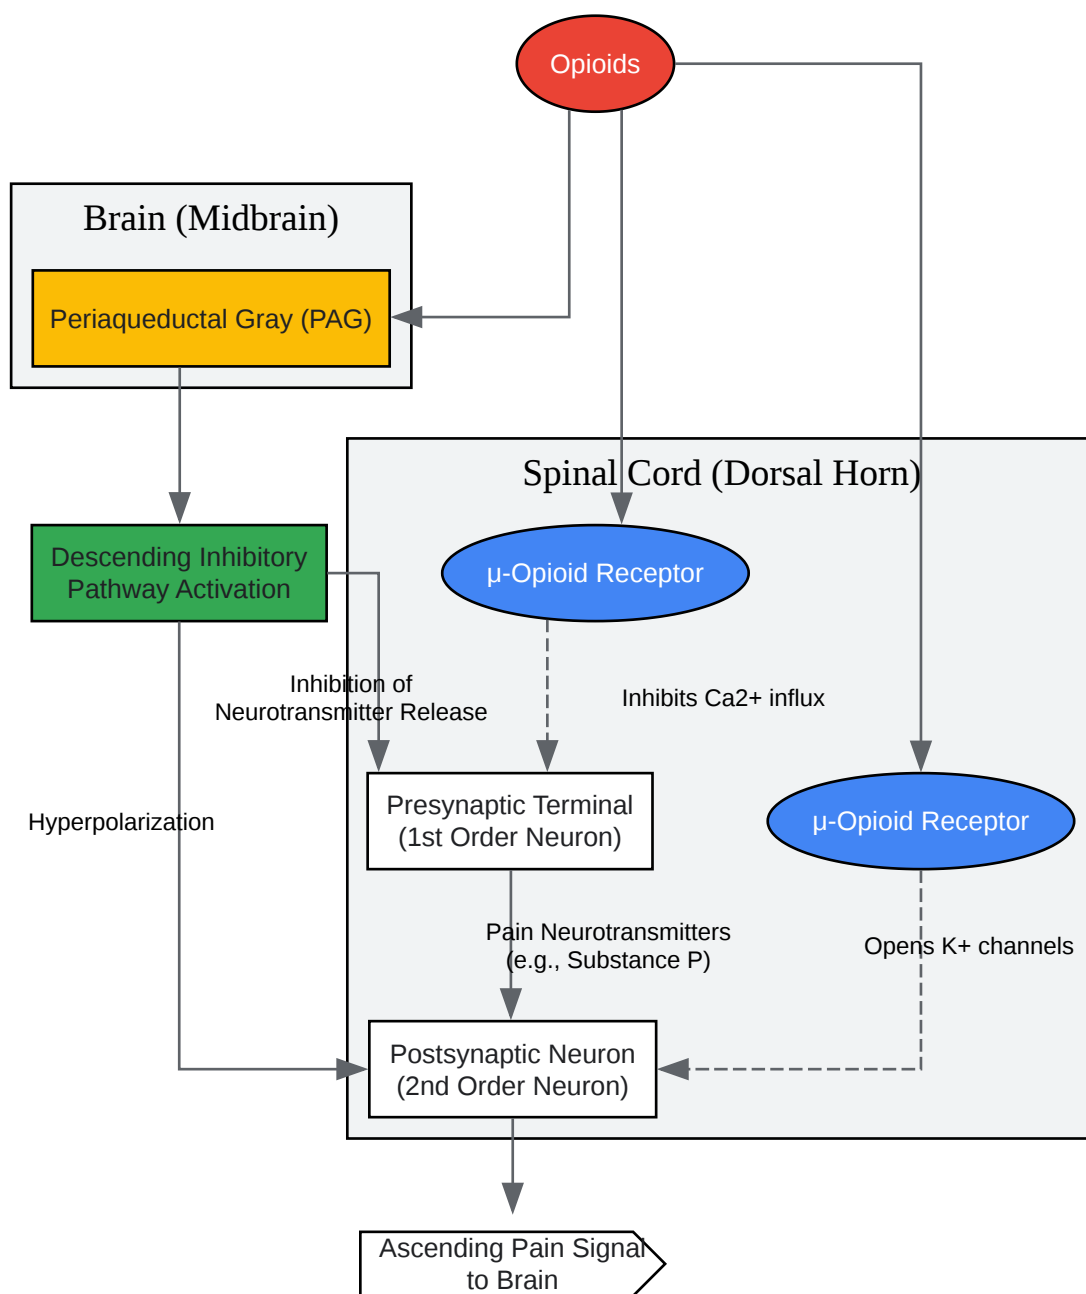 Opioids
Brain (Midbrain)
Periaqueductal Gray (PAG)
Spinal Cord (Dorsal Horn)
Descending Inhibitory
Pathway Activation
μ-Opioid Receptor
Inhibition of
Neurotransmitter Release
Inhibits Ca2+ influx
Hyperpolarization
Presynaptic Terminal
(1st Order Neuron)
μ-Opioid Receptor
Pain Neurotransmitters
(e.g., Substance P)
Opens K+ channels
Postsynaptic Neuron
(2nd Order Neuron)
Ascending Pain Signal
to Brain